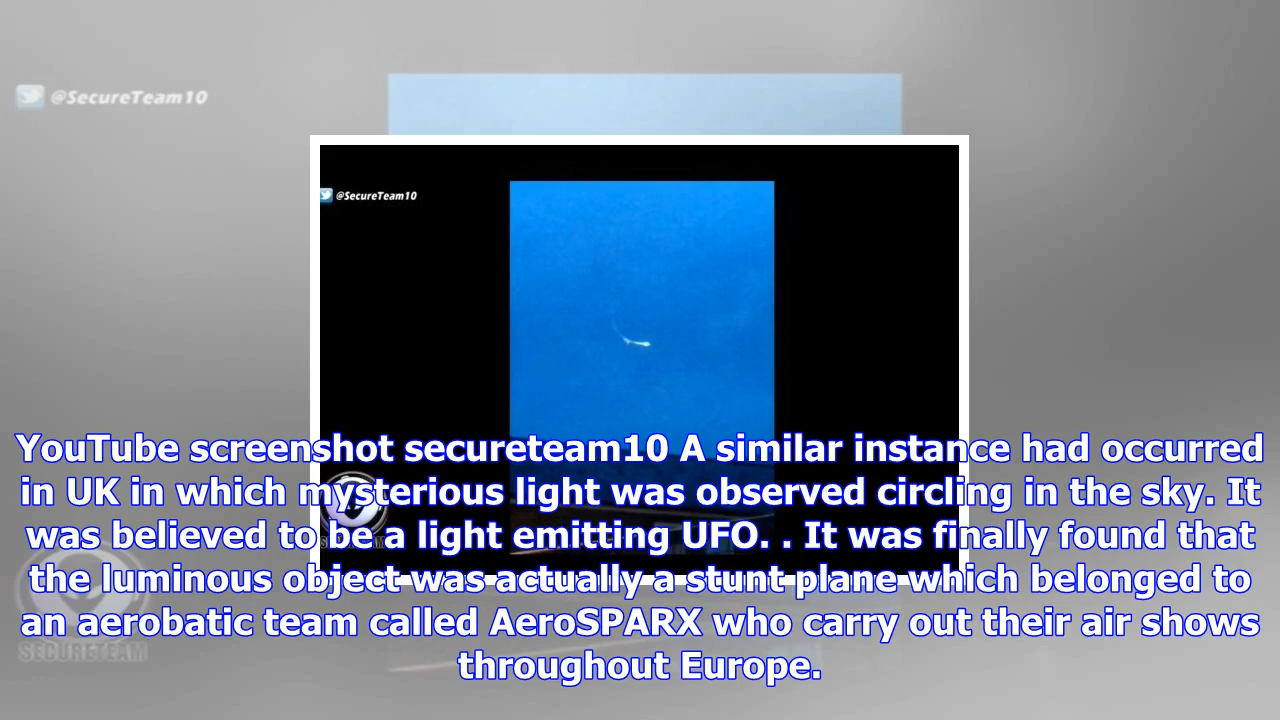 @SecureTeam10
@SecureTeam10
YouTube screenshot secureteam10 A similar instance had occurred
in UK in which mysterious light was observed circling in the sky. It
was believed to be a light emitting UFO. . It was finally found that
the luminous object was actually a stunt plane which belonged to
an aerobatic team called AeroSPARX who carry out their air shows
throughout Europe.
SECURETEAM